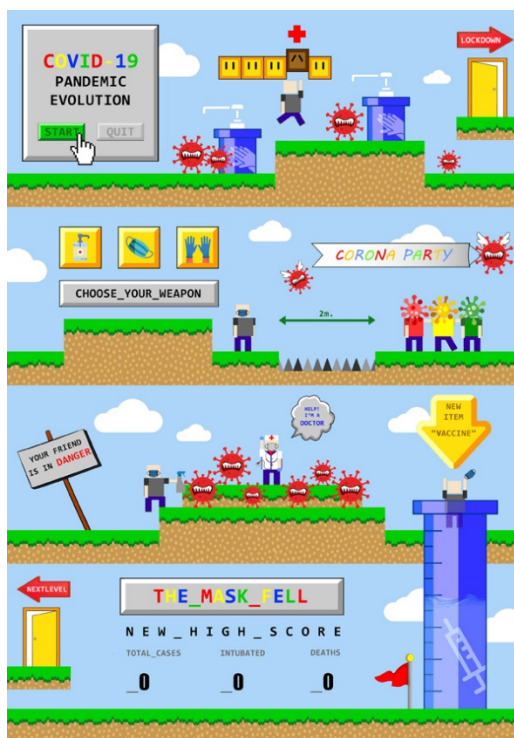 COVID-19
PANDEMIC
EVOLUTION
START QUIT
LOCKDOWN
CHOOSE_YOUR_WEAPON
CORONA PARTY
2m.
YOUR FRIEND
IS IN DANGER
HELP!
I'M A
DOCTOR
NEW
ITEM
"VACCINE"
NEXTLEVEL
THE_MASK_FELL
NEW_HIGH_SCORE
TOTAL_CASES INTUBATED DEATHS
_0 _0 _0